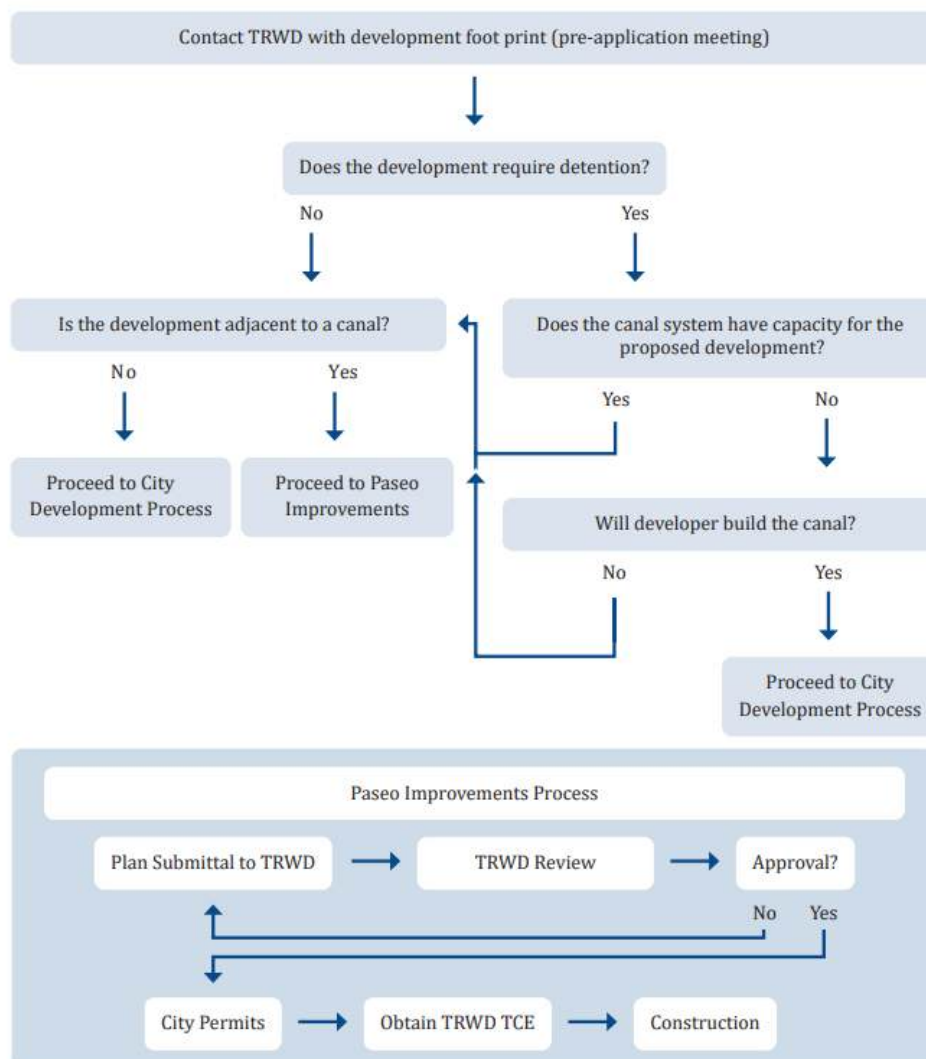 Contact TRWD with development foot print (pre-application meeting)
Does the development require detention?
No
Yes
Is the development adjacent to a canal?
Does the canal system have capacity for the
proposed development?
No
Yes
Yes
No
Proceed to City
Development Process
Proceed to Paseo
Improvements
Will developer build the canal?
No
Yes
Proceed to City
Development Process
Paseo Improvements Process
Plan Submittal to TRWD
TRWD Review
Approval?
No
Yes
City Permits
Obtain TRWD TCE
Construction